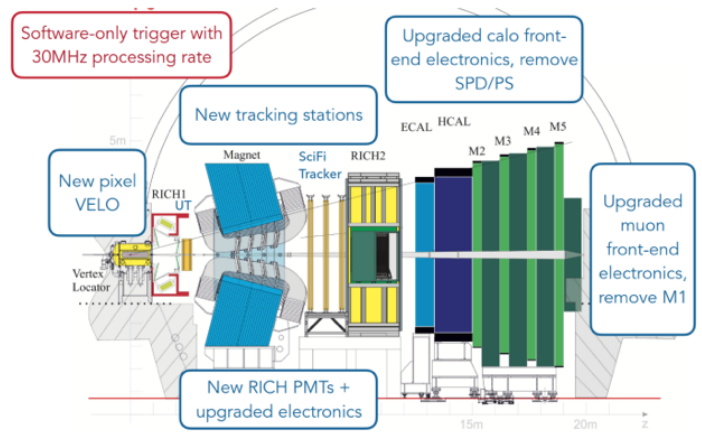 Software-only trigger with
30MHz processing rate
Upgraded calo front-
end electronics, remove
SPD/PS
New tracking stations
ECAL
HCAL
M2
M3
M4
M5
5m
Magnet
SciFi
Tracker
RICH2
New pixel
VELO
RICH1
UT
Upgraded
muon
front-end
electronics,
remove M1
Vertex
Locator
New RICH PMTs +
upgraded electronics
15m
20m
z